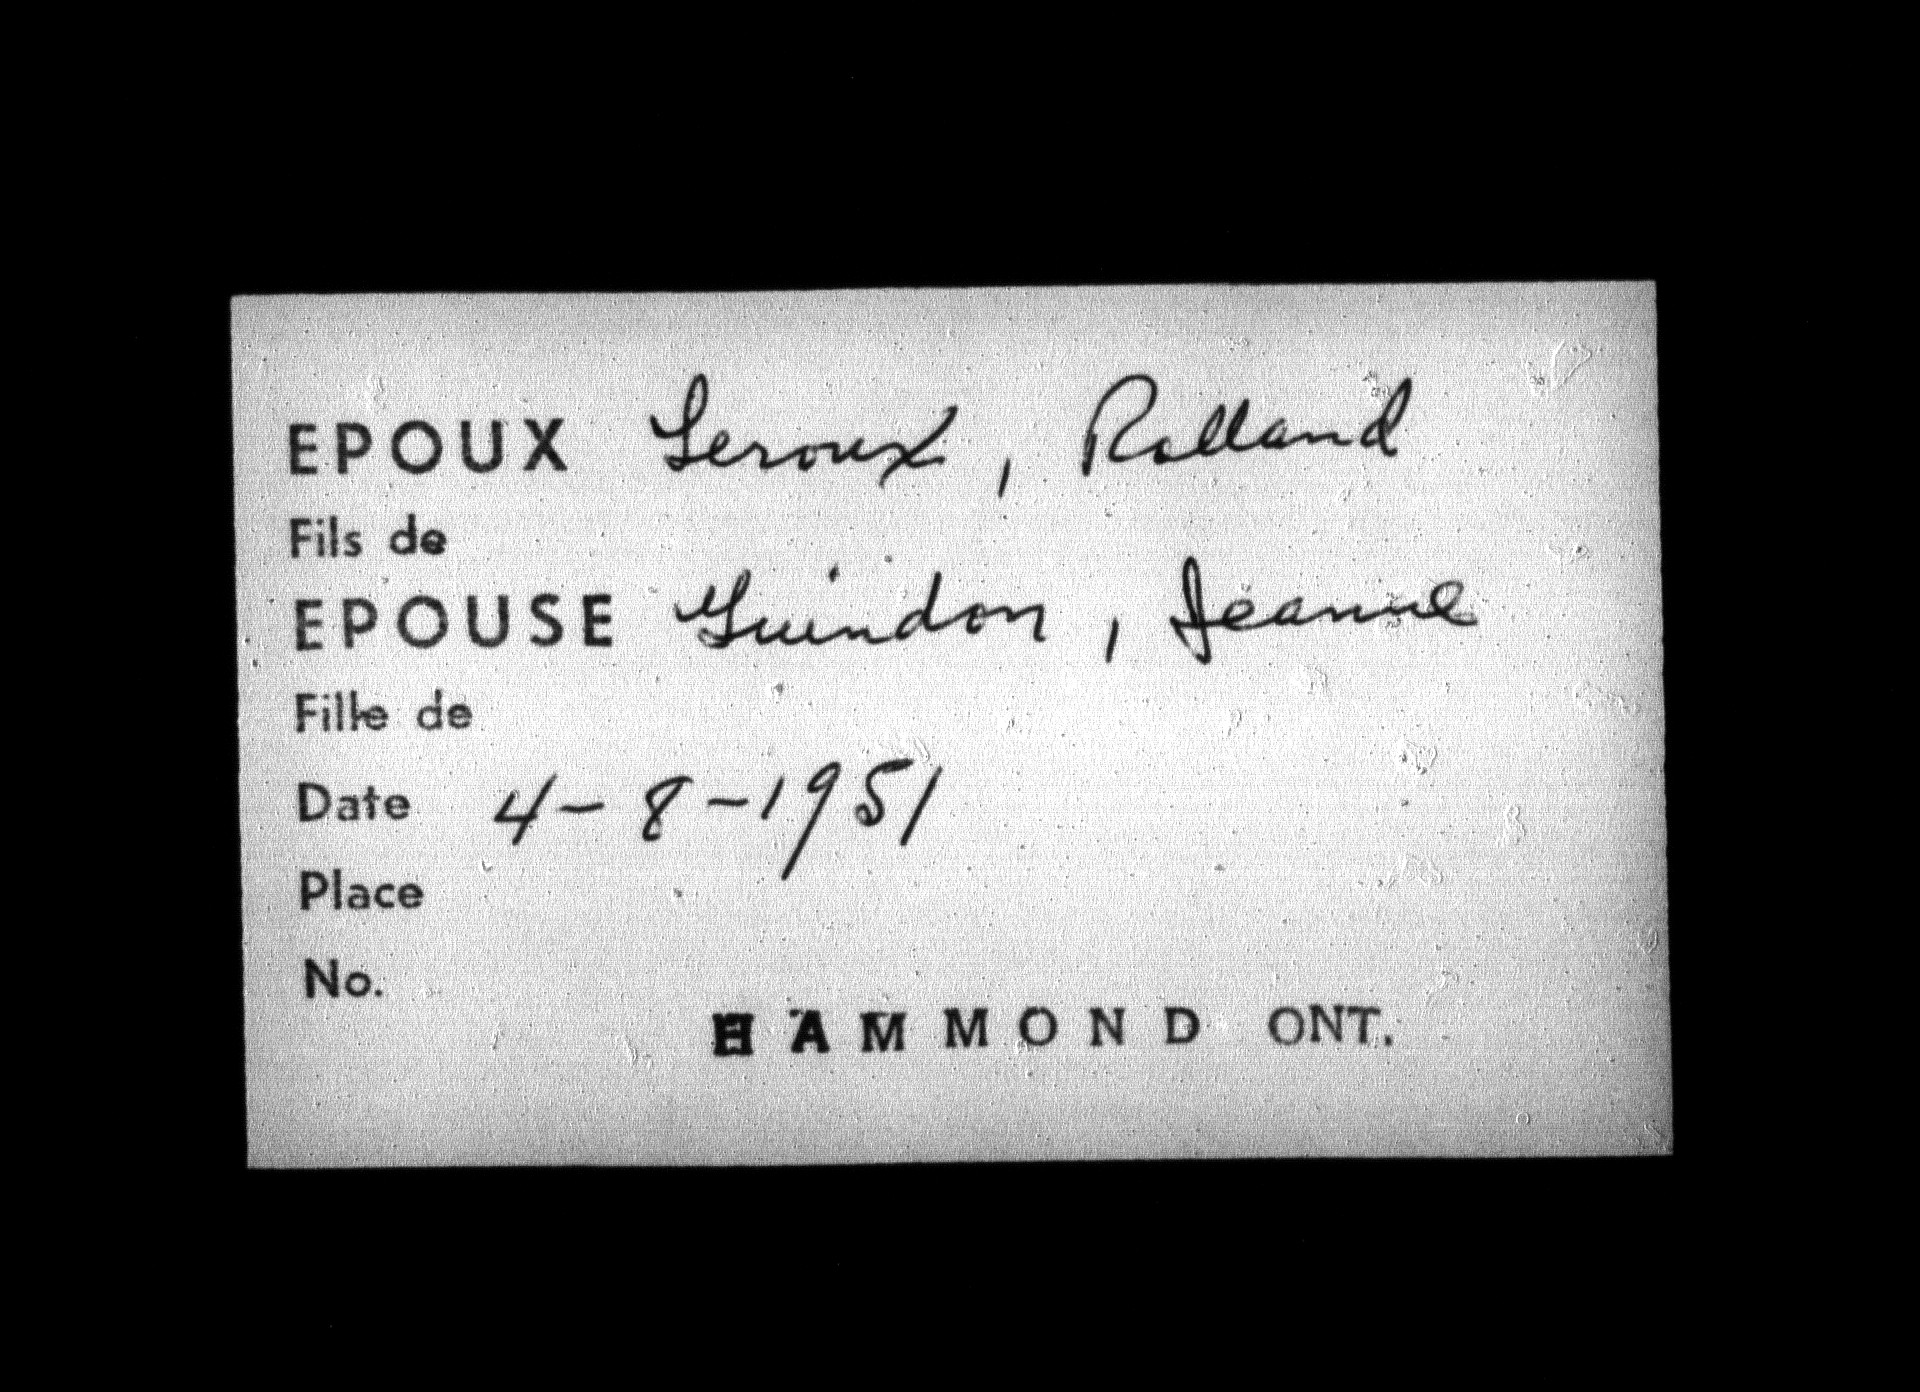 EPOUX Leroux, Rolland
Fils de
EPOUSE Guindon, Jeanne
Fille de
Date 4-8-1951
Place
No.
HAMMOND ONT.